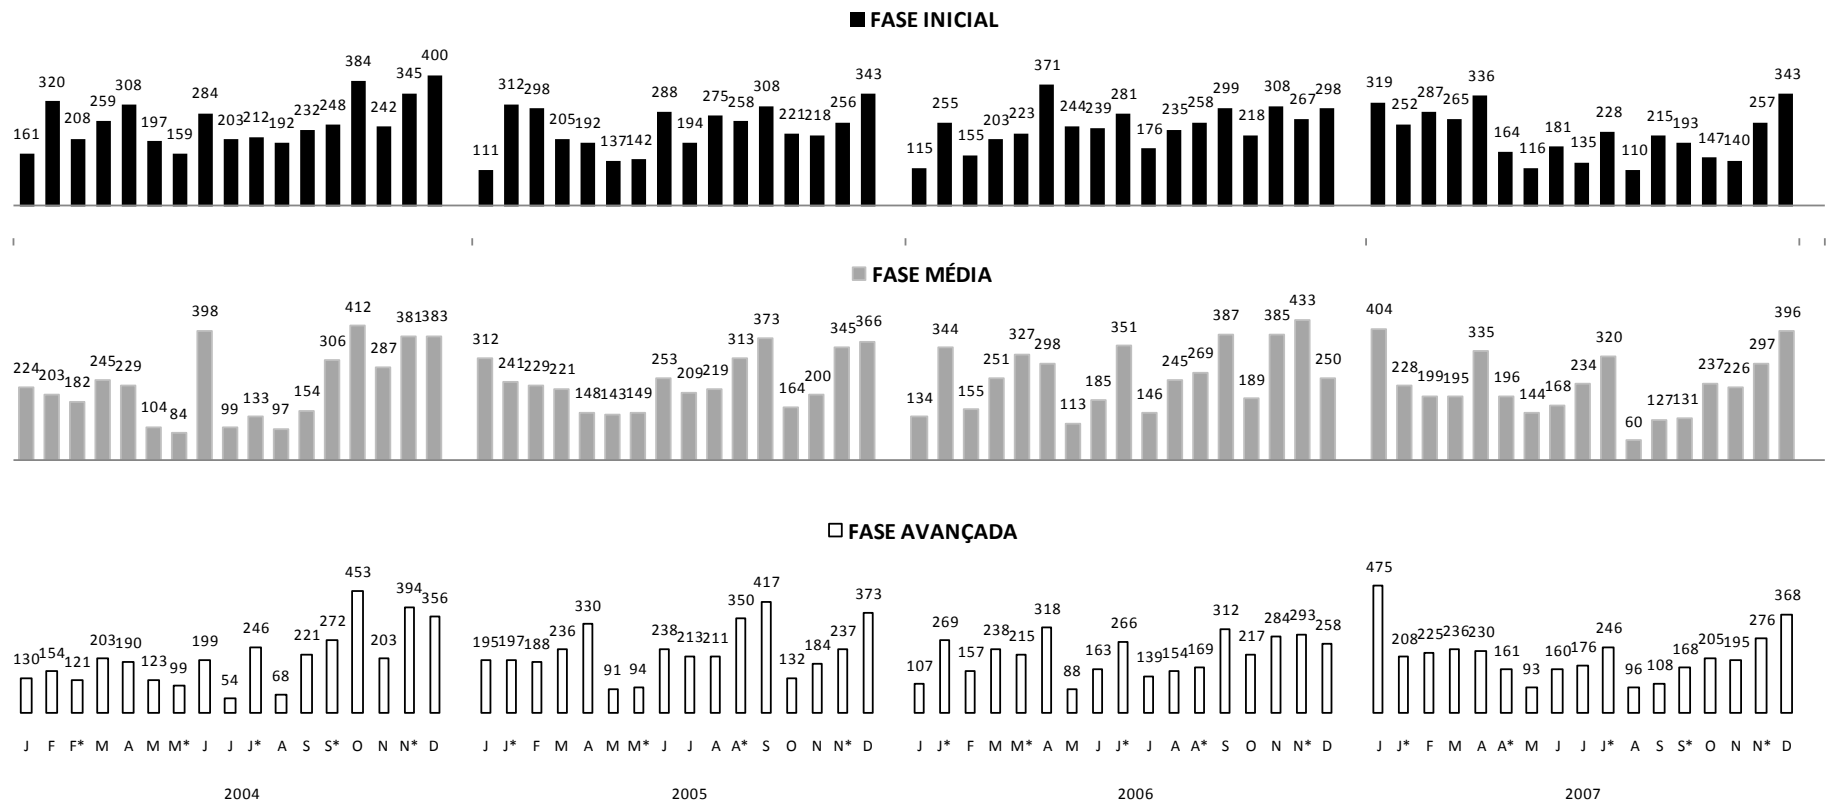 FASE INICIAL
161 320 208 259 308 197 159 284 203 212 192 232 248 384 242 345 400 111 312 298 205 192 137 142 288 194 275 258 308 221 218 256 343 115 255 155 203 223 371 244 239 281 176 235 258 299 218 308 267 298 319 252 287 265 336 164 116 181 135 228 110 215 193 147 140 257 343
FASE MÉDIA
224 203 182 245 229 104 84 398 99 133 97 154 306 412 287 381 383 312 241 229 221 148 143 149 253 209 219 313 373 164 200 345 366 134 344 155 251 327 298 113 185 351 146 245 269 387 189 385 433 250 404 228 199 195 335 196 144 168 234 320 60 127 131 237 226 297 396
FASE AVANÇADA
130 154 121 203 190 123 99 199 54 246 68 221 272 453 203 394 356 195 197 188 236 330 91 94 238 213 211 350 417 132 184 237 373 107 269 157 238 215 318 88 163 266 139 154 169 312 217 284 293 258 475 208 225 236 230 161 93 160 176 246 96 108 168 205 195 276 368
J F F* M A M M* J J J* A S S* O N N* D J J* F M A M M* J J A A* S O N N* D J J* F M M* A M J J* J A A* S O N N* D J J* F M A A* M J J J* A S S* O N N* D
2004 2005 2006 2007